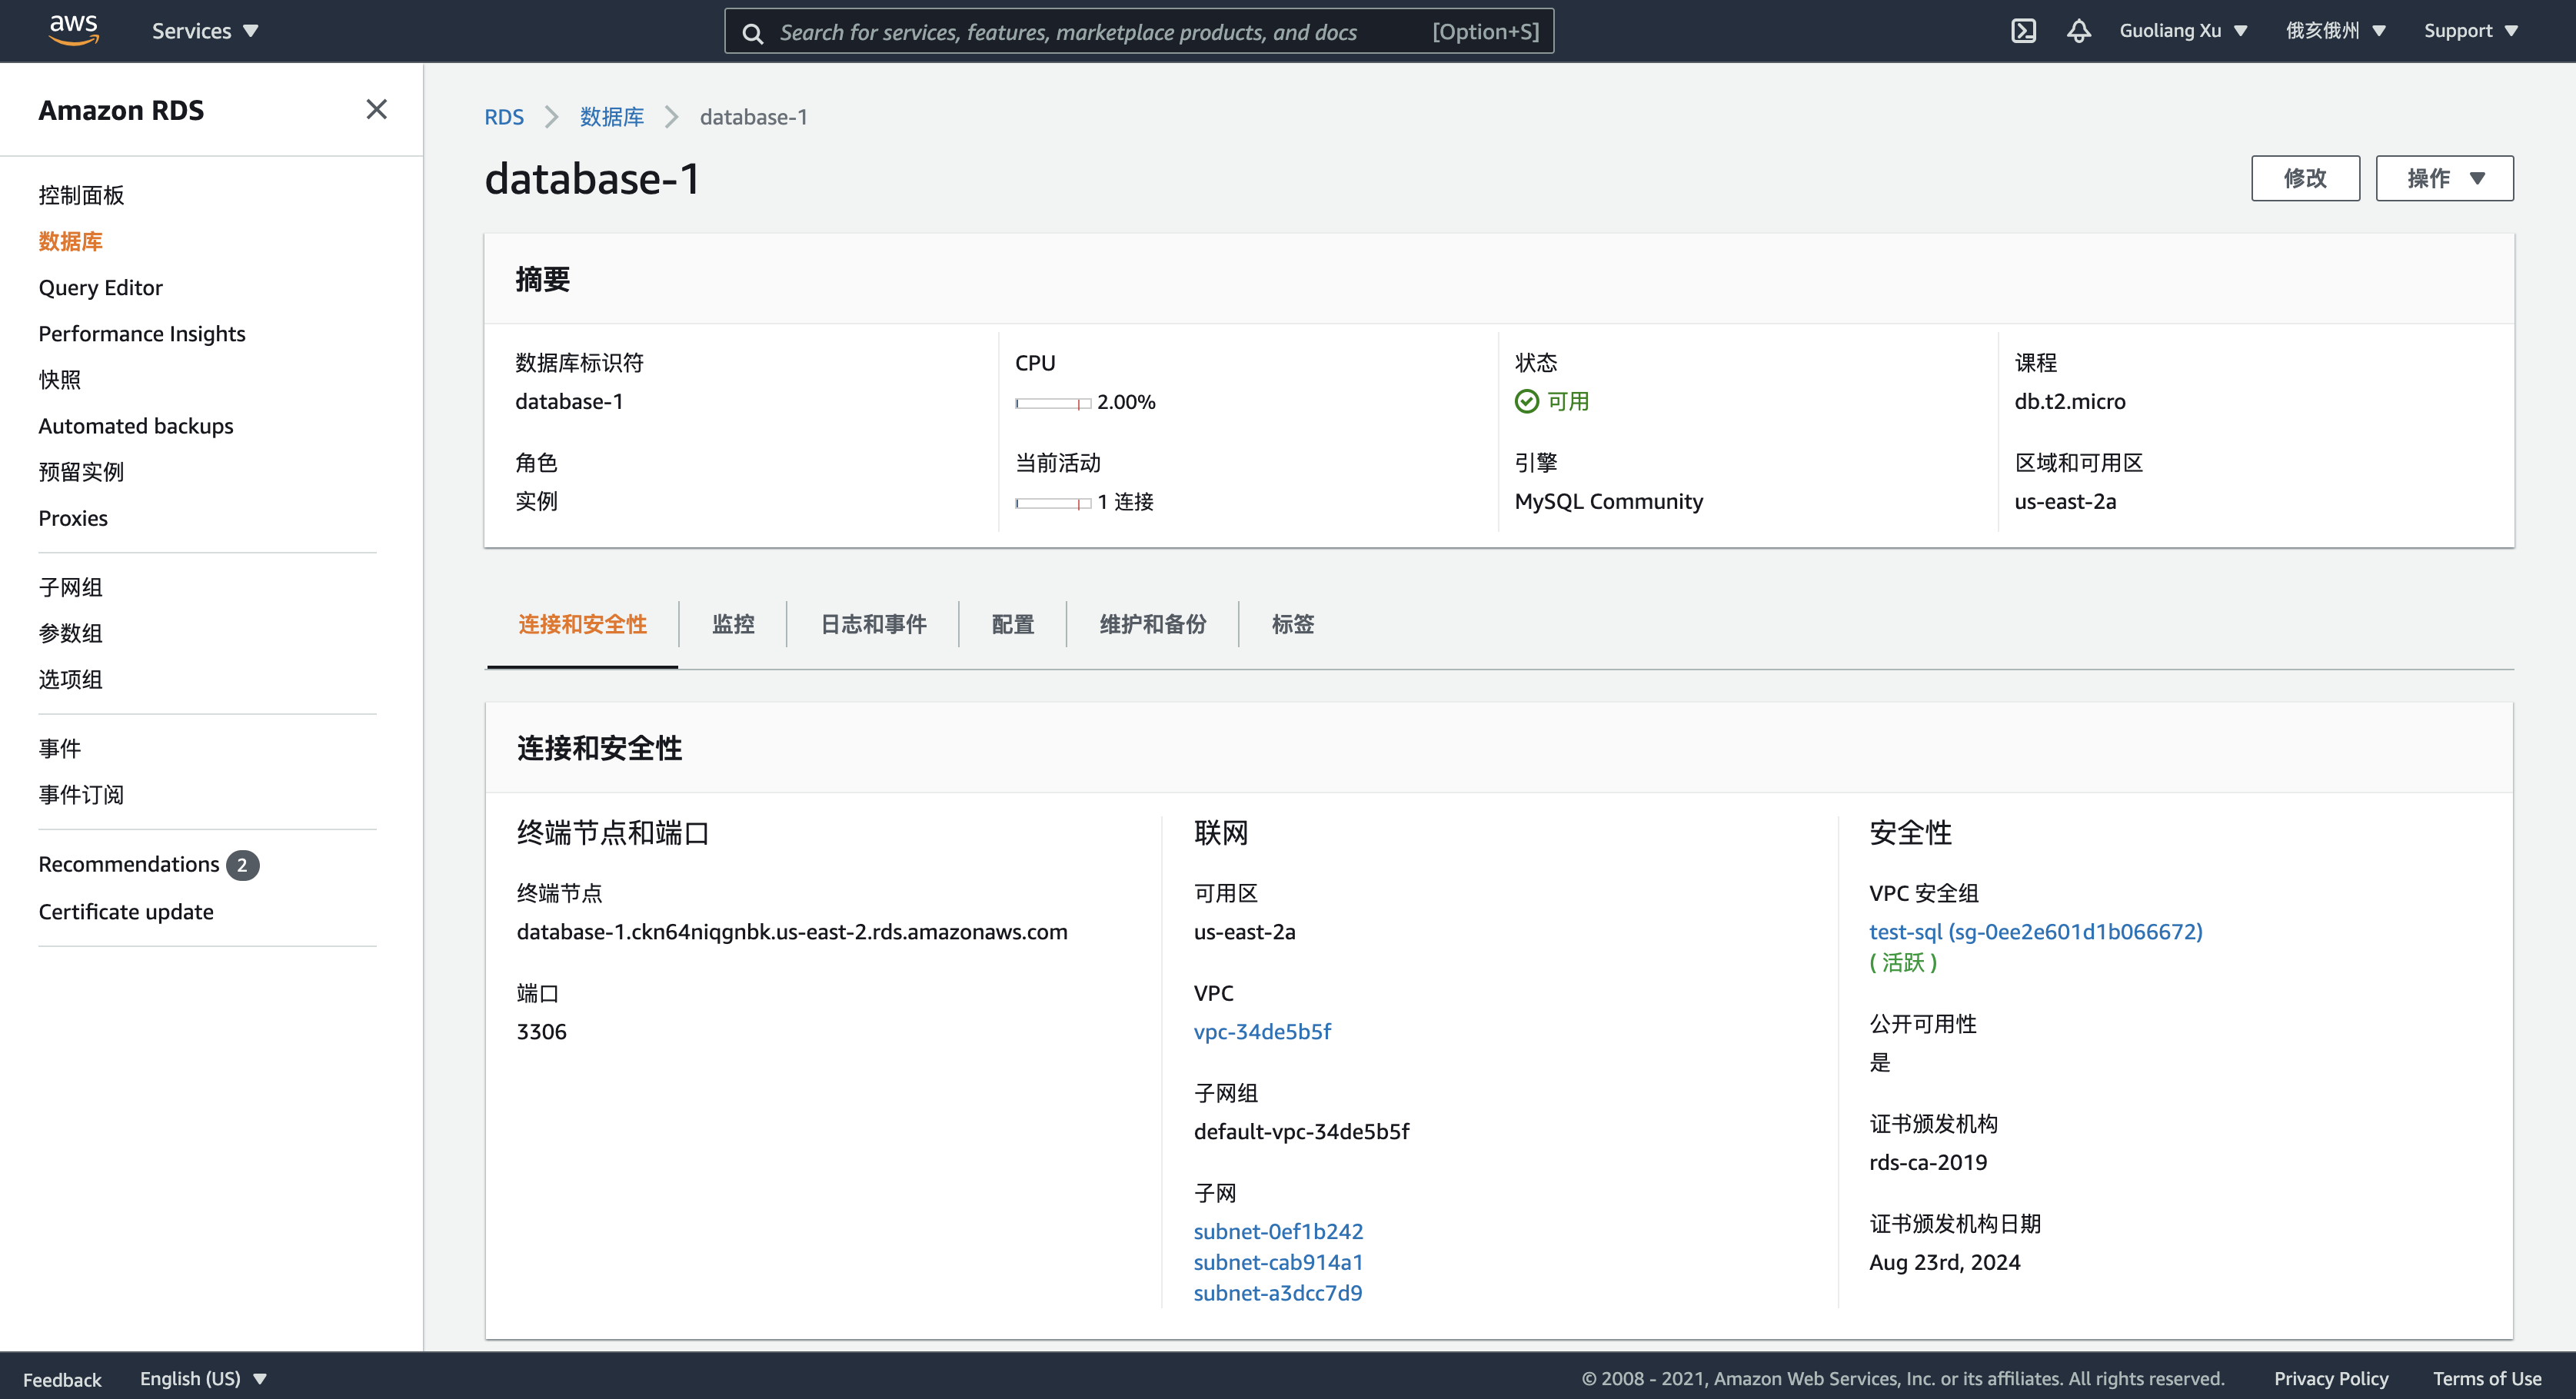 aws
Services
Search for services, features, marketplace products, and docs [Option+S]
Guoliang Xu
俄亥俄州
Support
Amazon RDS
控制面板
数据库
Query Editor
Performance Insights
快照
Automated backups
预留实例
Proxies
子网组
参数组
选项组
事件
事件订阅
Recommendations 2
Certificate update
RDS 数据库 database-1
database-1
修改
操作
摘要
数据库标识符
database-1
CPU
2.00%
状态
可用
课程
db.t2.micro
角色
实例
当前活动
1 连接
引擎
MySQL Community
区域和可用区
us-east-2a
连接和安全性 监控 日志和事件 配置 维护和备份 标签
连接和安全性
终端节点和端口
终端节点
database-1.ckn64niqgnbk.us-east-2.rds.amazonaws.com
端口
3306
联网
可用区
us-east-2a
VPC
vpc-34de5b5f
子网组
default-vpc-34de5b5f
子网
subnet-0ef1b242
subnet-cab914a1
subnet-a3dcc7d9
安全性
VPC 安全组
test-sql (sg-0ee2e601d1b066672)
( 活跃 )
公开可用性
是
证书颁发机构
rds-ca-2019
证书颁发机构日期
Aug 23rd, 2024
Feedback
English (US)
© 2008 - 2021, Amazon Web Services, Inc. or its affiliates. All rights reserved.
Privacy Policy
Terms of Use